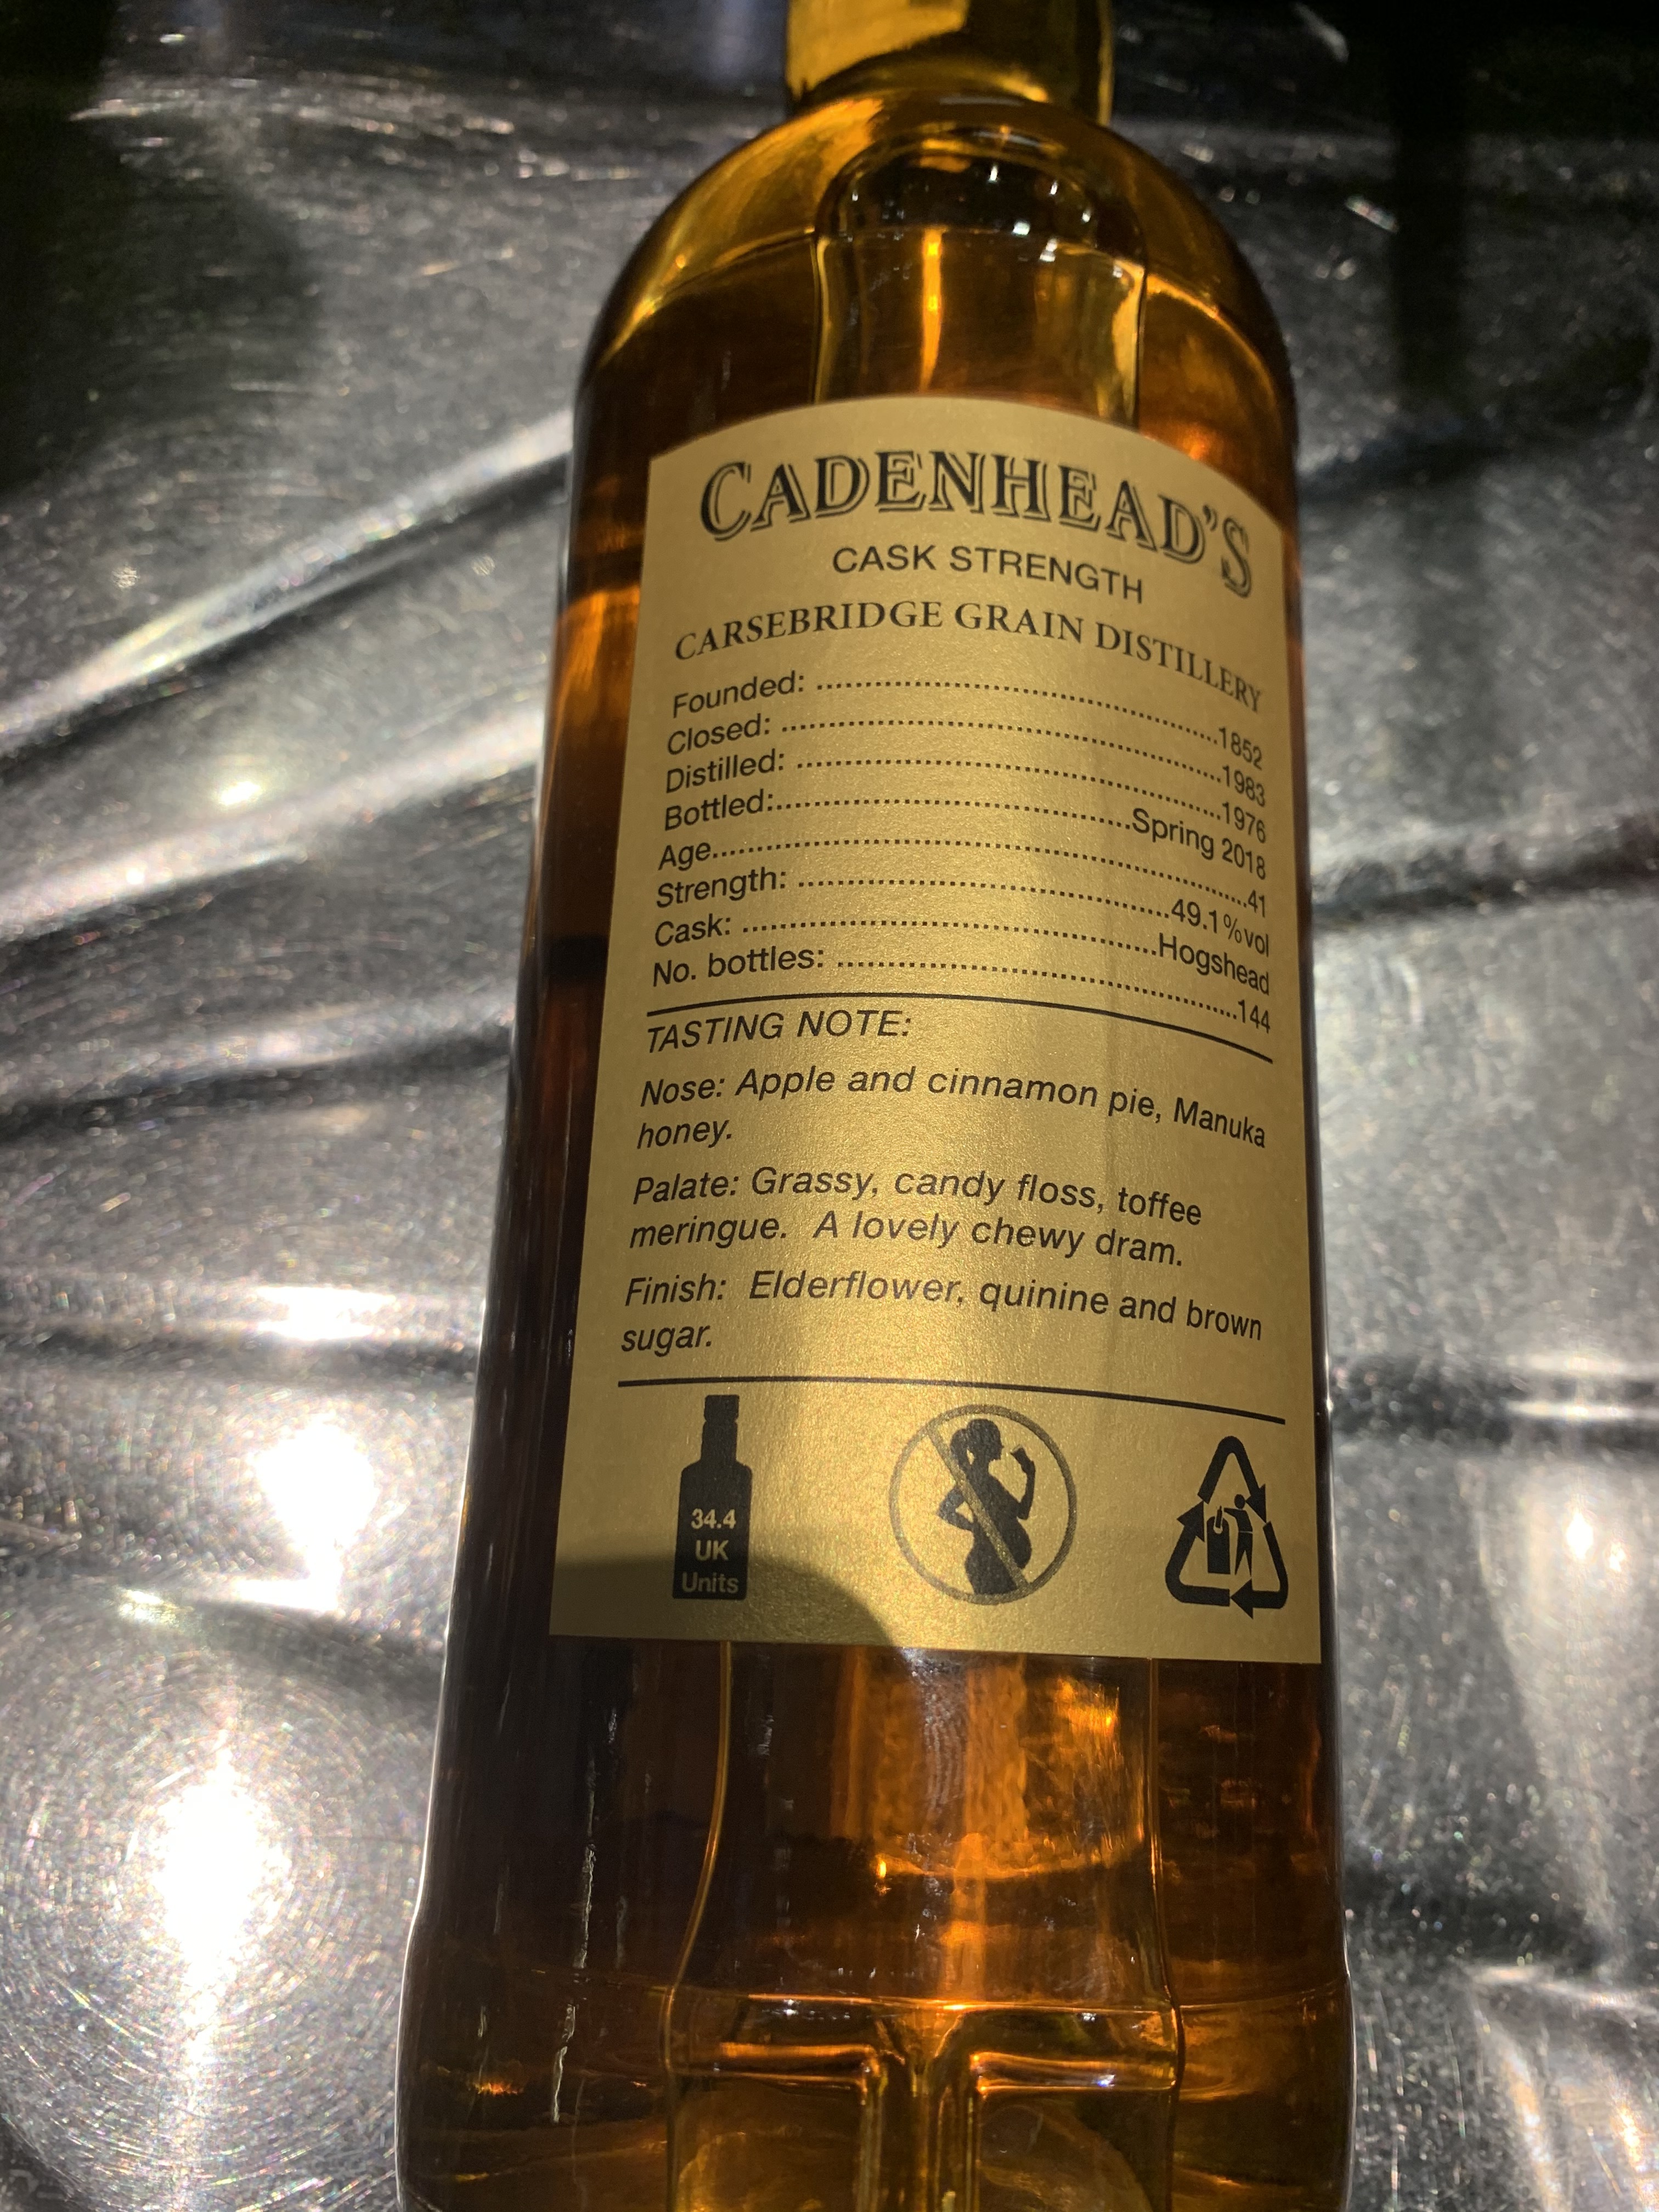 CADENHEAD'S
CASK STRENGTH
CARSEBRIDGE GRAIN DISTILLERY
Founded: ........................................1852
Closed: ........................................1983
Distilled: ........................................1976
Bottled:........................................Spring 2018
Age........................................41
Strength: ........................................49.1%vol
Cask: ........................................Hogshead
No. bottles: ........................................144
TASTING NOTE:
Nose: Apple and cinnamon pie, Manuka
honey.
Palate: Grassy, candy floss, toffee
meringue. A lovely chewy dram.
Finish: Elderflower, quinine and brown
sugar.
34.4
UK
Units